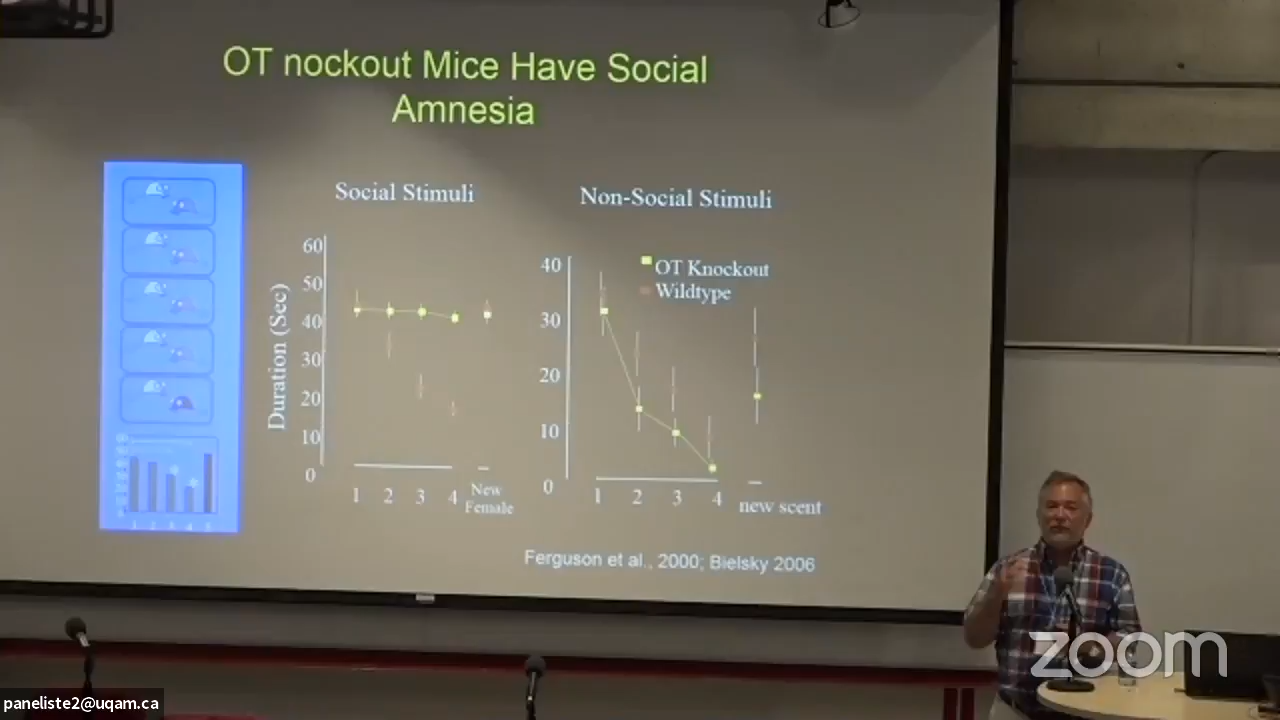 OT nockout Mice Have Social
Amnesia
Social Stimuli
Non-Social Stimuli
Duration (Sec)
60
50
40
30
20
10
0
1 2 3 4 New
Female
40
30
20
10
0
OT Knockout
Wildtype
1 2 3 4 new scent
Ferguson et al., 2000; Bielsky 2006
zoom
paneliste2@uqam.ca